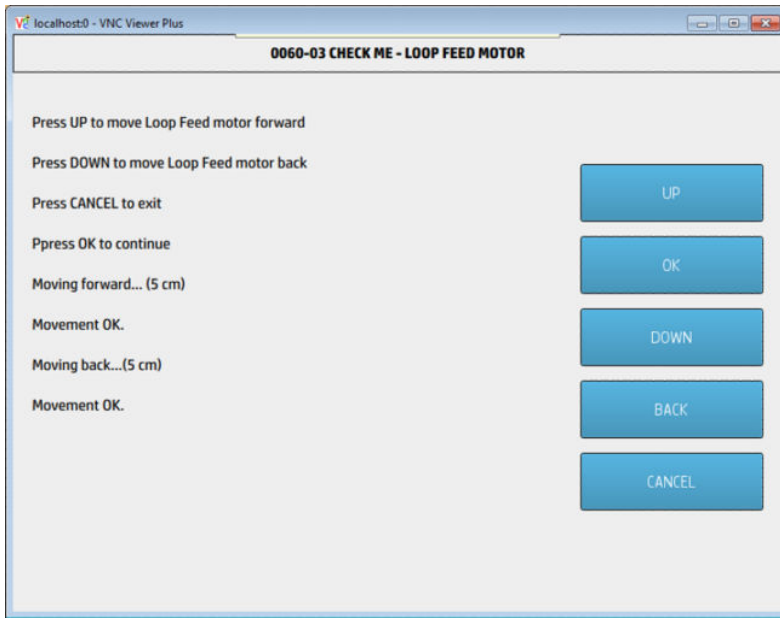 localhost:0 - VNC Viewer Plus
0060-03 CHECK ME - LOOP FEED MOTOR
Press UP to move Loop Feed motor forward
Press DOWN to move Loop Feed motor back
Press CANCEL to exit
Ppress OK to continue
Moving forward... (5 cm)
Movement OK.
Moving back...(5 cm)
Movement OK.
UP
OK
DOWN
BACK
CANCEL